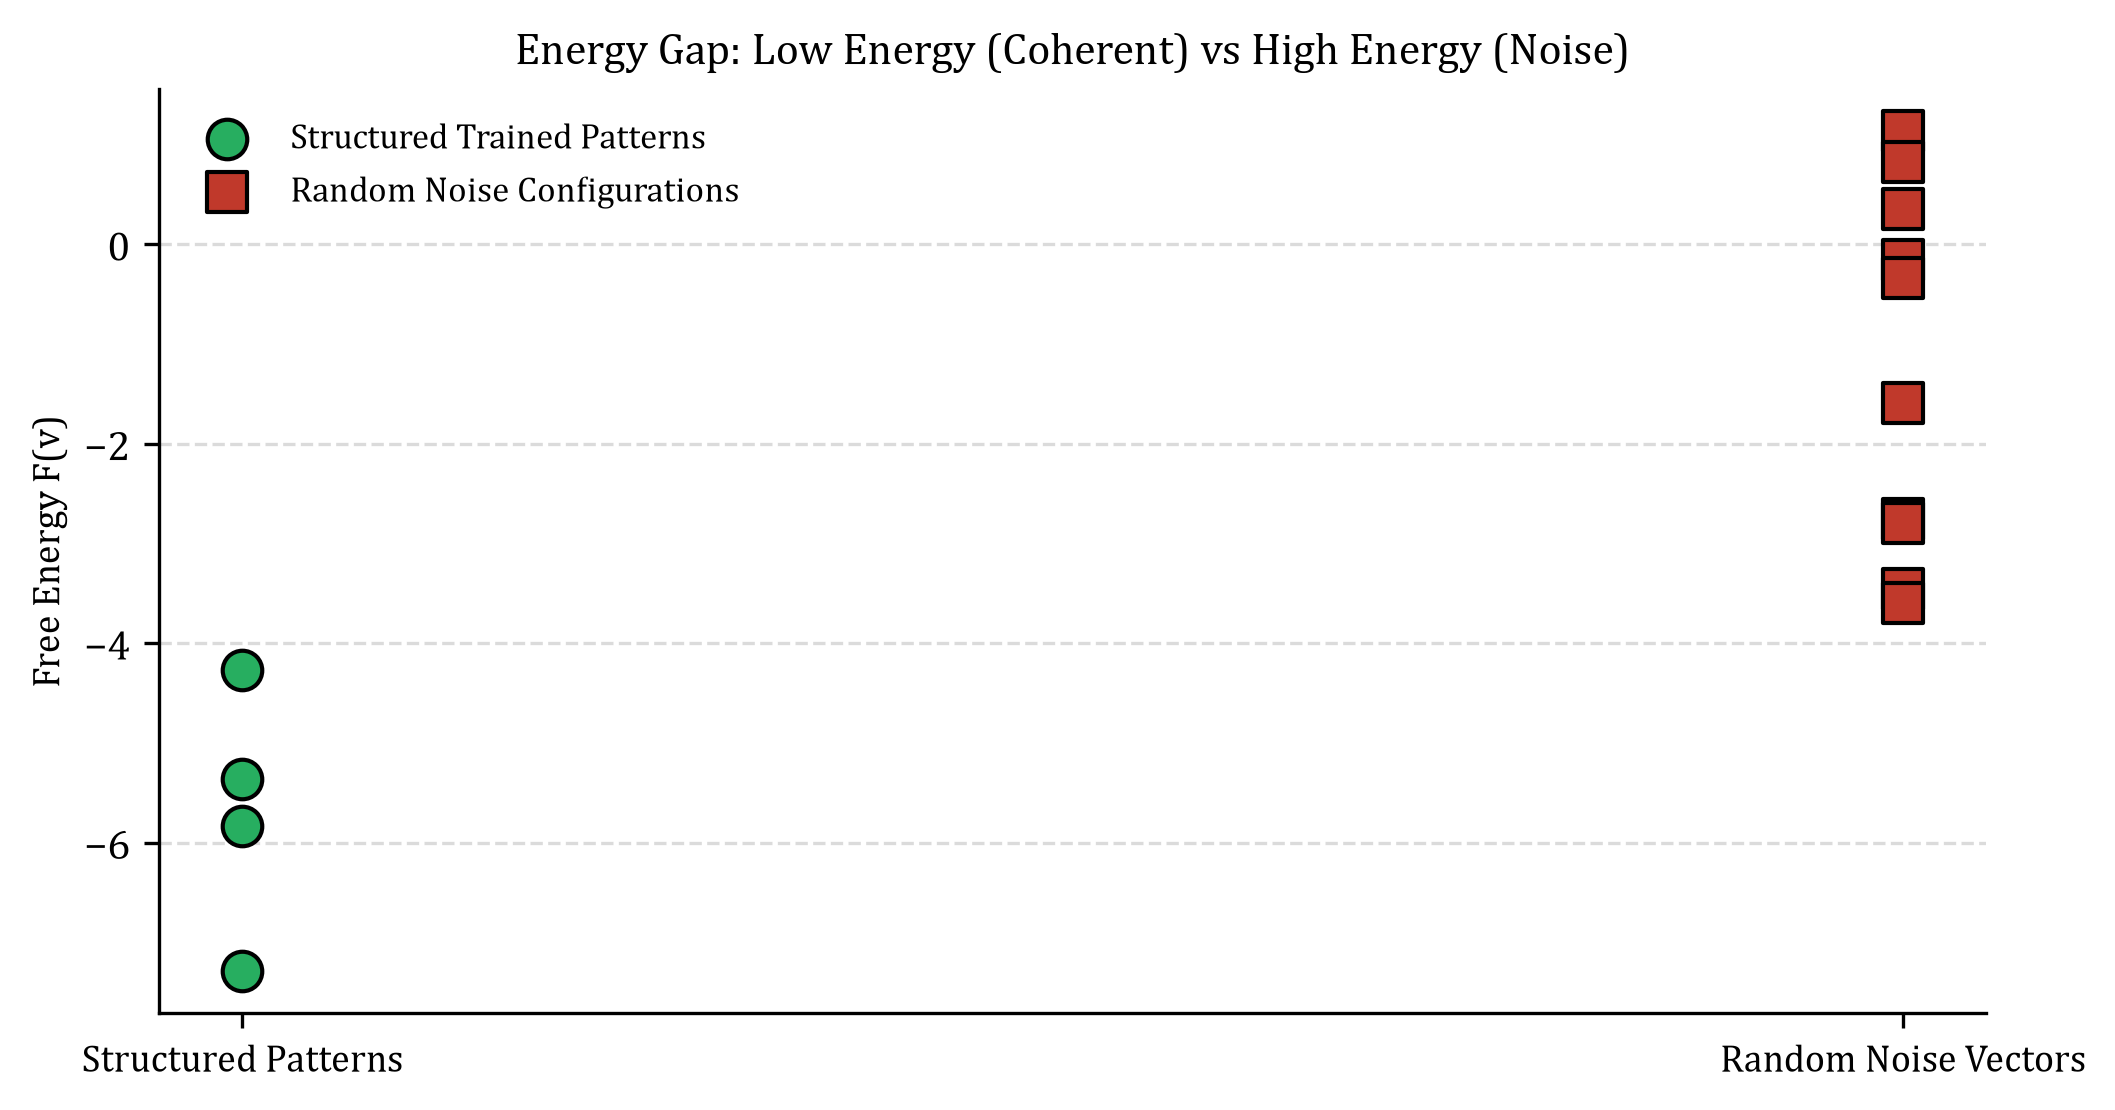 Energy Gap: Low Energy (Coherent) vs High Energy (Noise)
Structured Trained Patterns
Random Noise Configurations
Free Energy F(v)
0
−2
−4
−6
Structured Patterns
Random Noise Vectors